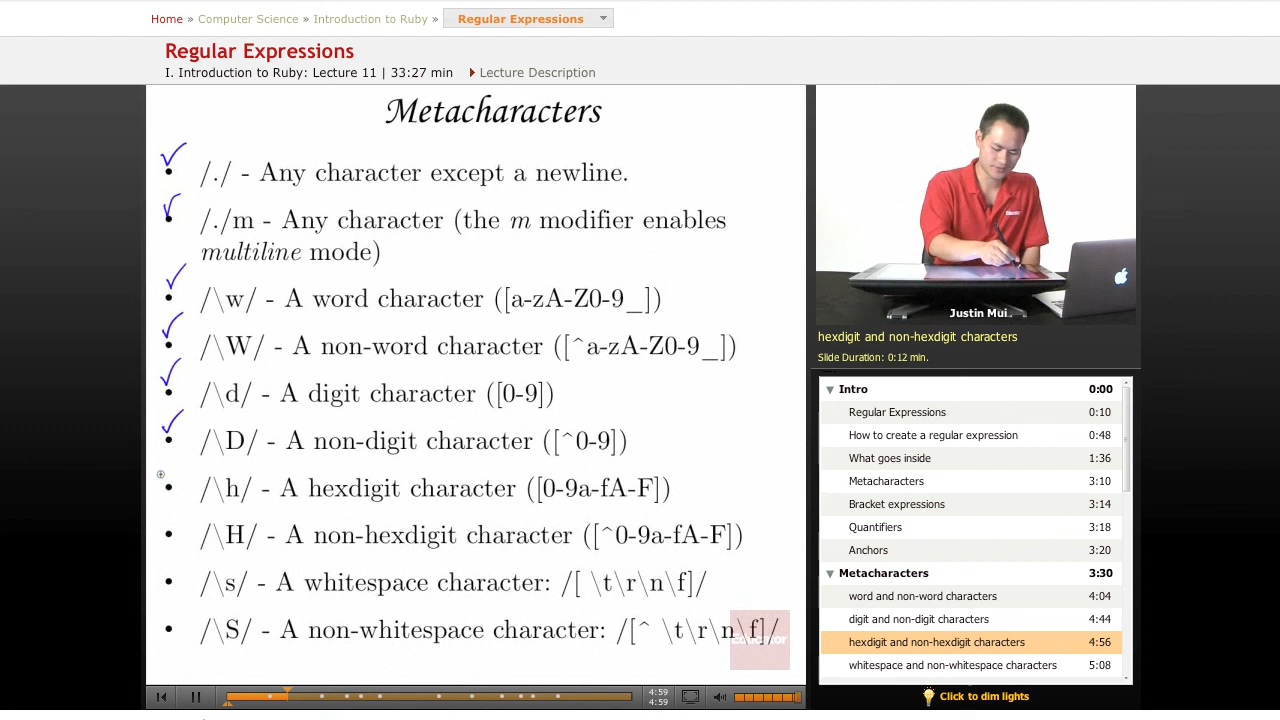 Home » Computer Science » Introduction to Ruby » Regular Expressions
Regular Expressions
I. Introduction to Ruby: Lecture 11 | 33:27 min Lecture Description
Metacharacters
• /./ - Any character except a newline.
• /./m - Any character (the m modifier enables
multiline mode)
• /\w/ - A word character ([a-zA-Z0-9_])
• /\W/ - A non-word character ([^a-zA-Z0-9_])
• /\d/ - A digit character ([0-9])
• /\D/ - A non-digit character ([^0-9])
• /\h/ - A hexdigit character ([0-9a-fA-F])
• /\H/ - A non-hexdigit character ([^0-9a-fA-F])
• /\s/ - A whitespace character: /[ \t\r\n\f]/
• /\S/ - A non-whitespace character: /[^ \t\r\n\f]/
Educator
4:59
4:59
Justin Mui
hexdigit and non-hexdigit characters
Slide Duration: 0:12 min.
Intro 0:00
Regular Expressions 0:10
How to create a regular expression 0:48
What goes inside 1:36
Metacharacters 3:10
Bracket expressions 3:14
Quantifiers 3:18
Anchors 3:20
Metacharacters 3:30
word and non-word characters 4:04
digit and non-digit characters 4:44
hexdigit and non-hexdigit characters 4:56
whitespace and non-whitespace characters 5:08
Click to dim lights